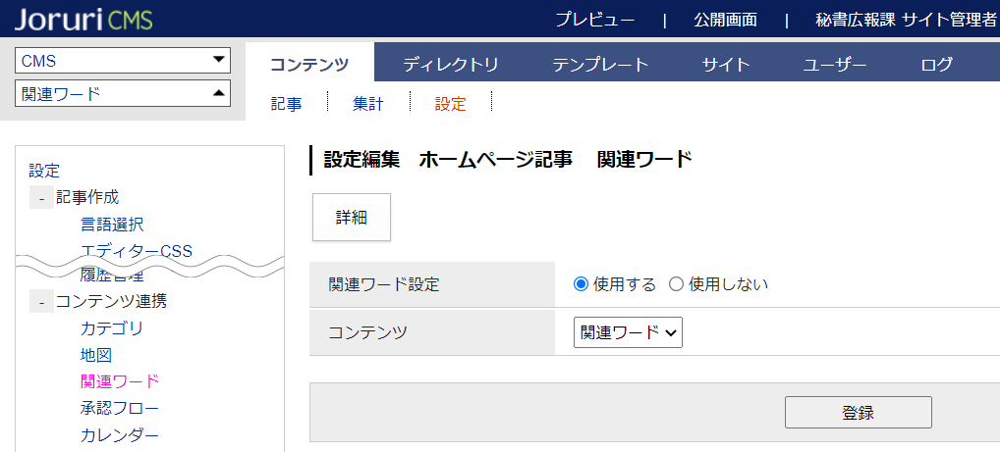 Joruri CMS
プレビュー | 公開画面 | 秘書広報課 サイト管理者
CMS
関連ワード
コンテンツ ディレクトリ テンプレート サイト ユーザー ログ
記事 集計 設定
設定
- 記事作成
言語選択
エディターCSS
履歴管理
- コンテンツ連携
カテゴリ
地図
関連ワード
承認フロー
カレンダー
設定編集 ホームページ記事 関連ワード
詳細
関連ワード設定 使用する 使用しない
コンテンツ 関連ワード
登録